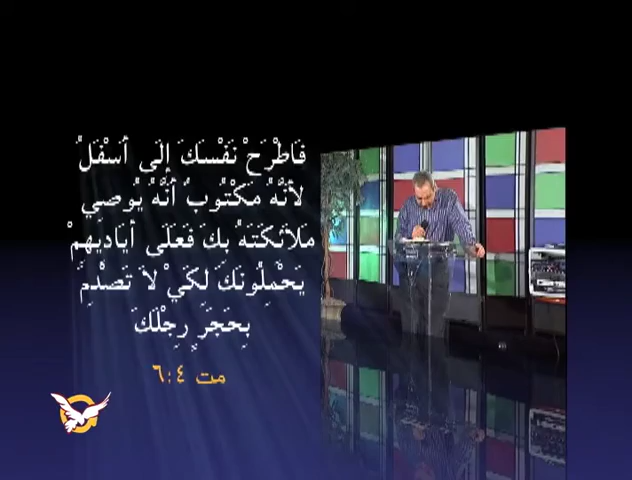 فَاطْرَحْ نَفْسَكَ إِلَى أَسْفَلُ
لأَنَّهُ مَكْتُوبٌ أَنَّهُ يُوصِي
مَلاَئِكَتَهُ بِكَ فَعَلَى أَيَادِيهِمْ
يَحْمِلُونَكَ لِكَيْ لاَ تَصْدِمَ
بِحَجَرٍ رِجْلَكَ
مت ٦:٤